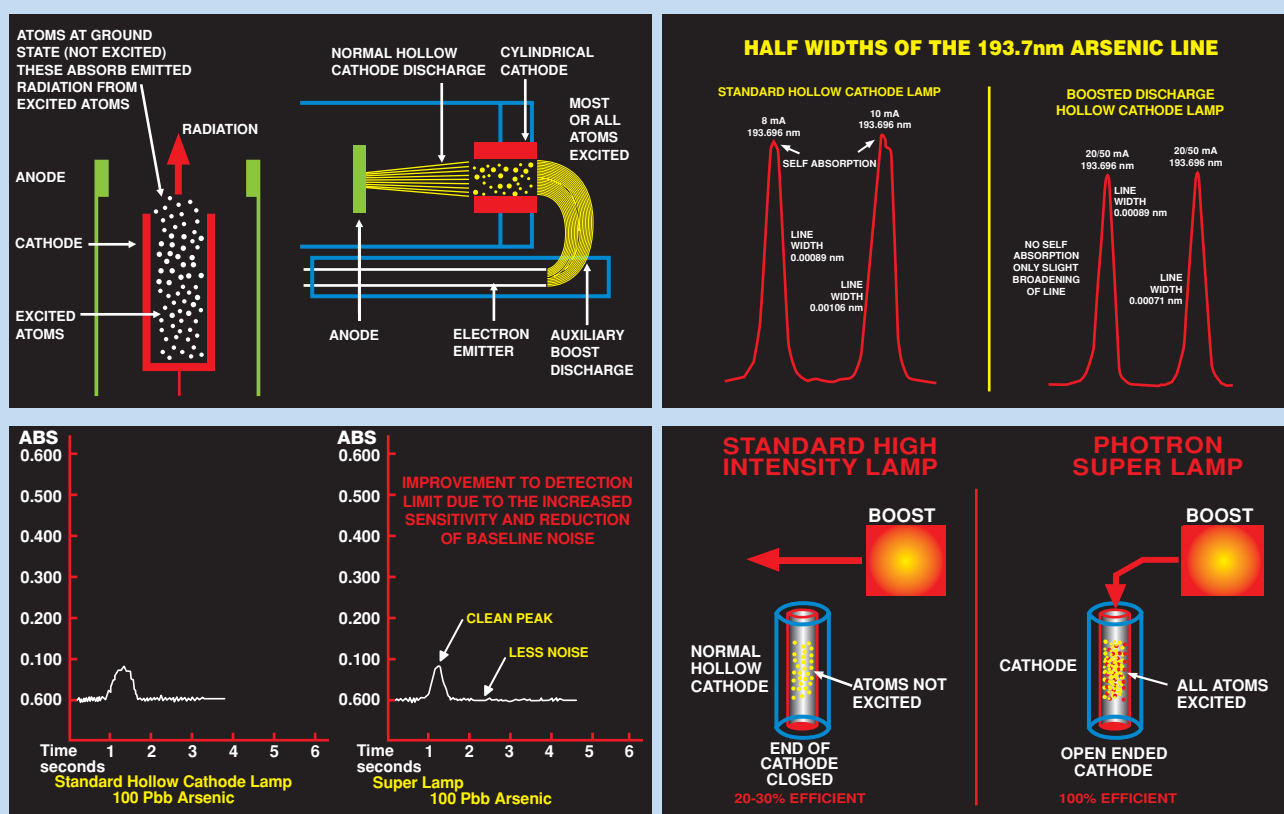 ATOMS AT GROUND
STATE (NOT EXCITED)
THESE ABSORB EMITTED
RADIATION FROM
EXCITED ATOMS
RADIATION
ANODE
CATHODE
EXCITED
ATOMS
NORMAL HOLLOW
CATHODE DISCHARGE
CYLINDRICAL
CATHODE
MOST
OR ALL
ATOMS
EXCITED
ANODE
ELECTRON
EMITTER
AUXILIARY
BOOST
DISCHARGE
HALF WIDTHS OF THE 193.7nm ARSENIC LINE
STANDARD HOLLOW CATHODE LAMP
8 mA
193.696 nm
10 mA
193.696 nm
SELF ABSORPTION
LINE
WIDTH
0.00089 nm
LINE
WIDTH
0.00106 nm
BOOSTED DISCHARGE
HOLLOW CATHODE LAMP
20/50 mA
193.696 nm
20/50 mA
193.696 nm
LINE
WIDTH
0.00089 nm
NO SELF
ABSORPTION
ONLY SLIGHT
BROADENING
OF LINE
LINE
WIDTH
0.00071 nm
ABS
0.600
0.500
0.400
0.300
0.200
0.100
0.600
Time
seconds
1 2 3 4 5 6
Standard Hollow Cathode Lamp
100 Pbb Arsenic
ABS
0.600
0.500
0.400
0.300
0.200
0.100
0.600
IMPROVEMENT TO DETECTION
LIMIT DUE TO THE INCREASED
SENSITIVITY AND REDUCTION
OF BASELINE NOISE
CLEAN PEAK
LESS NOISE
Time
seconds
1 2 3 4 5 6
Super Lamp
100 Pbb Arsenic
STANDARD HIGH
INTENSITY LAMP
BOOST
NORMAL
HOLLOW
CATHODE
ATOMS NOT
EXCITED
END OF
CATHODE
CLOSED
20-30% EFFICIENT
PHOTRON
SUPER LAMP
BOOST
CATHODE
ALL ATOMS
EXCITED
OPEN ENDED
CATHODE
100% EFFICIENT